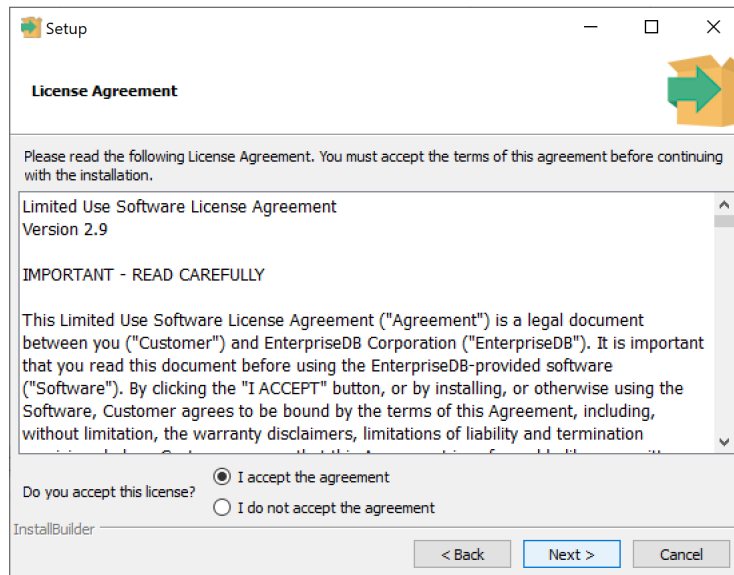 Setup
License Agreement
Please read the following License Agreement. You must accept the terms of this agreement before continuing
with the installation.
Limited Use Software License Agreement
Version 2.9
IMPORTANT - READ CAREFULLY
This Limited Use Software License Agreement ("Agreement") is a legal document
between you ("Customer") and EnterpriseDB Corporation ("EnterpriseDB"). It is important
that you read this document before using the EnterpriseDB-provided software
("Software"). By clicking the "I ACCEPT" button, or by installing, or otherwise using the
Software, Customer agrees to be bound by the terms of this Agreement, including,
without limitation, the warranty disclaimers, limitations of liability and termination
Do you accept this license?
I accept the agreement
I do not accept the agreement
InstallBuilder
< Back
Next >
Cancel